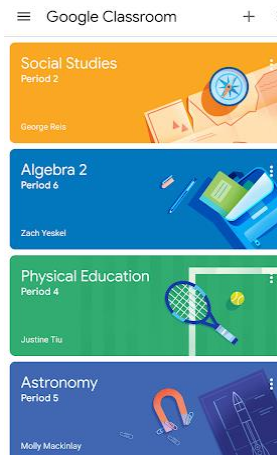 Google Classroom
Social Studies
Period 2
George Reis
Algebra 2
Period 6
Zach Yeskel
Physical Education
Period 4
Justine Tiu
Astronomy
Period 5
Molly Mackinlay